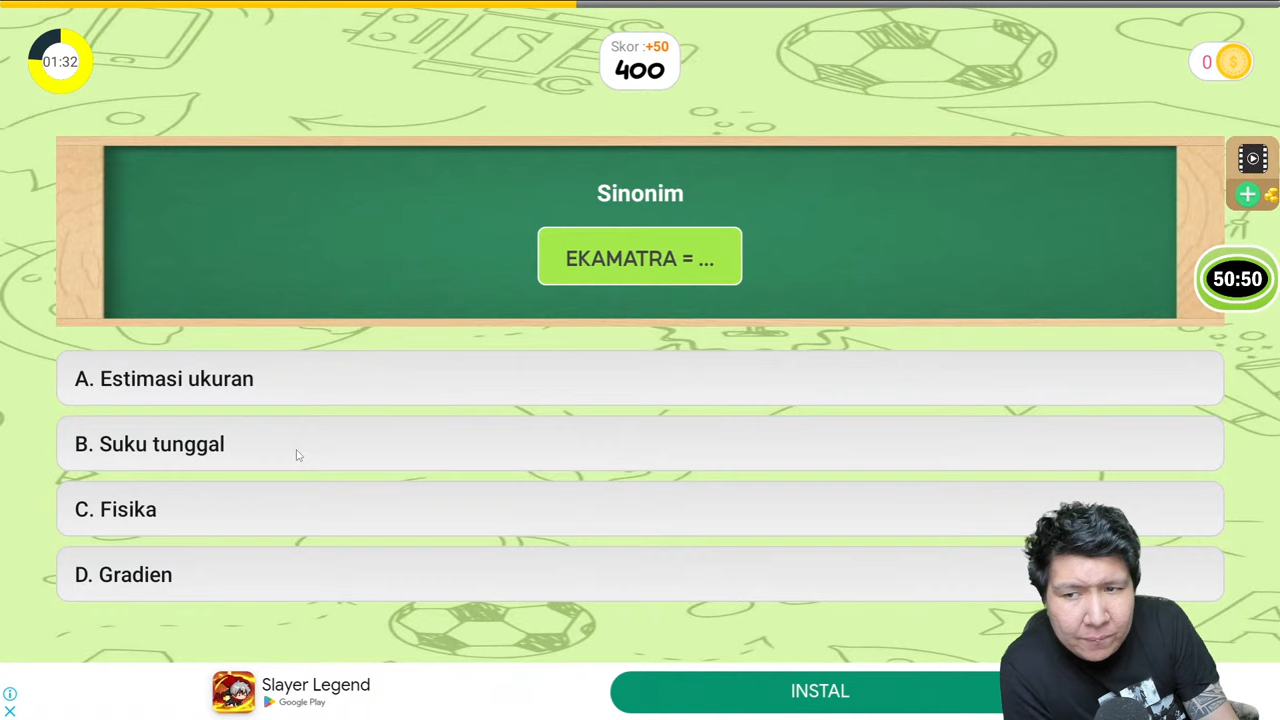 01:32
Skor :+50
400
0
Sinonim
EKAMATRA = ...
50:50
A. Estimasi ukuran
B. Suku tunggal
C. Fisika
D. Gradien
Slayer Legend
Google Play
INSTAL